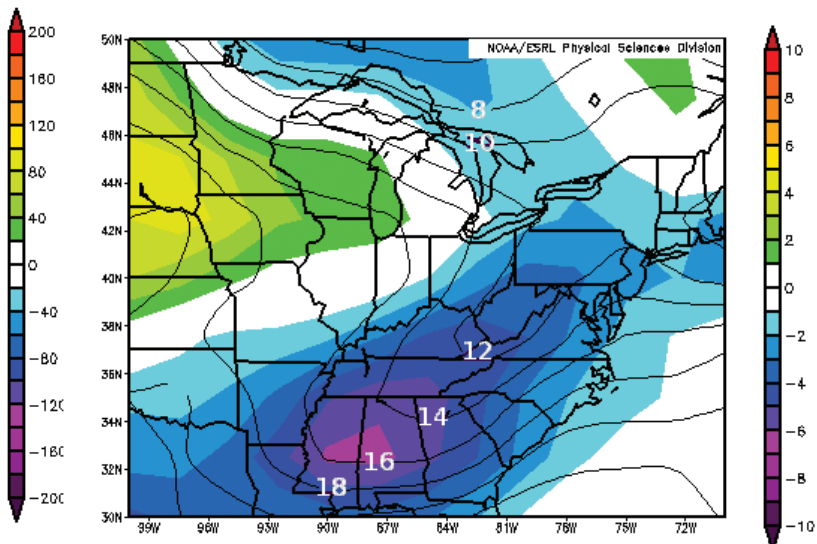 200
160
120
80
40
0
-40
-80
-120
-160
-200
NOAA/ESRL Physical Sciences Division
50N
48N
46N
44N
42N
40N
38N
36N
34N
32N
30N
8
10
12
14
16
18
99W 96W 93W 90W 87W 84W 81W 78W 75W 72W
10
8
6
4
2
0
-2
-4
-6
-8
-10